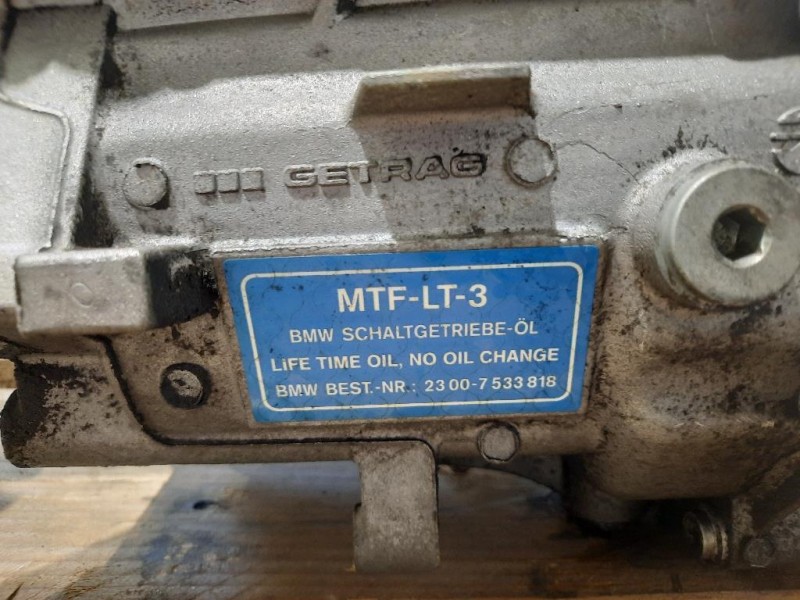 GETRAG
MTF-LT-3
BMW SCHALTGETRIEBE-ÖL
LiFE TIME OIL, NO OIL CHANGE
BMW BEST.-NR.: 23 00-7 533 818